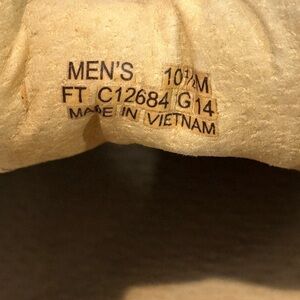 MEN'S 10½M
FT C12684 G14
MADE IN VIETNAM